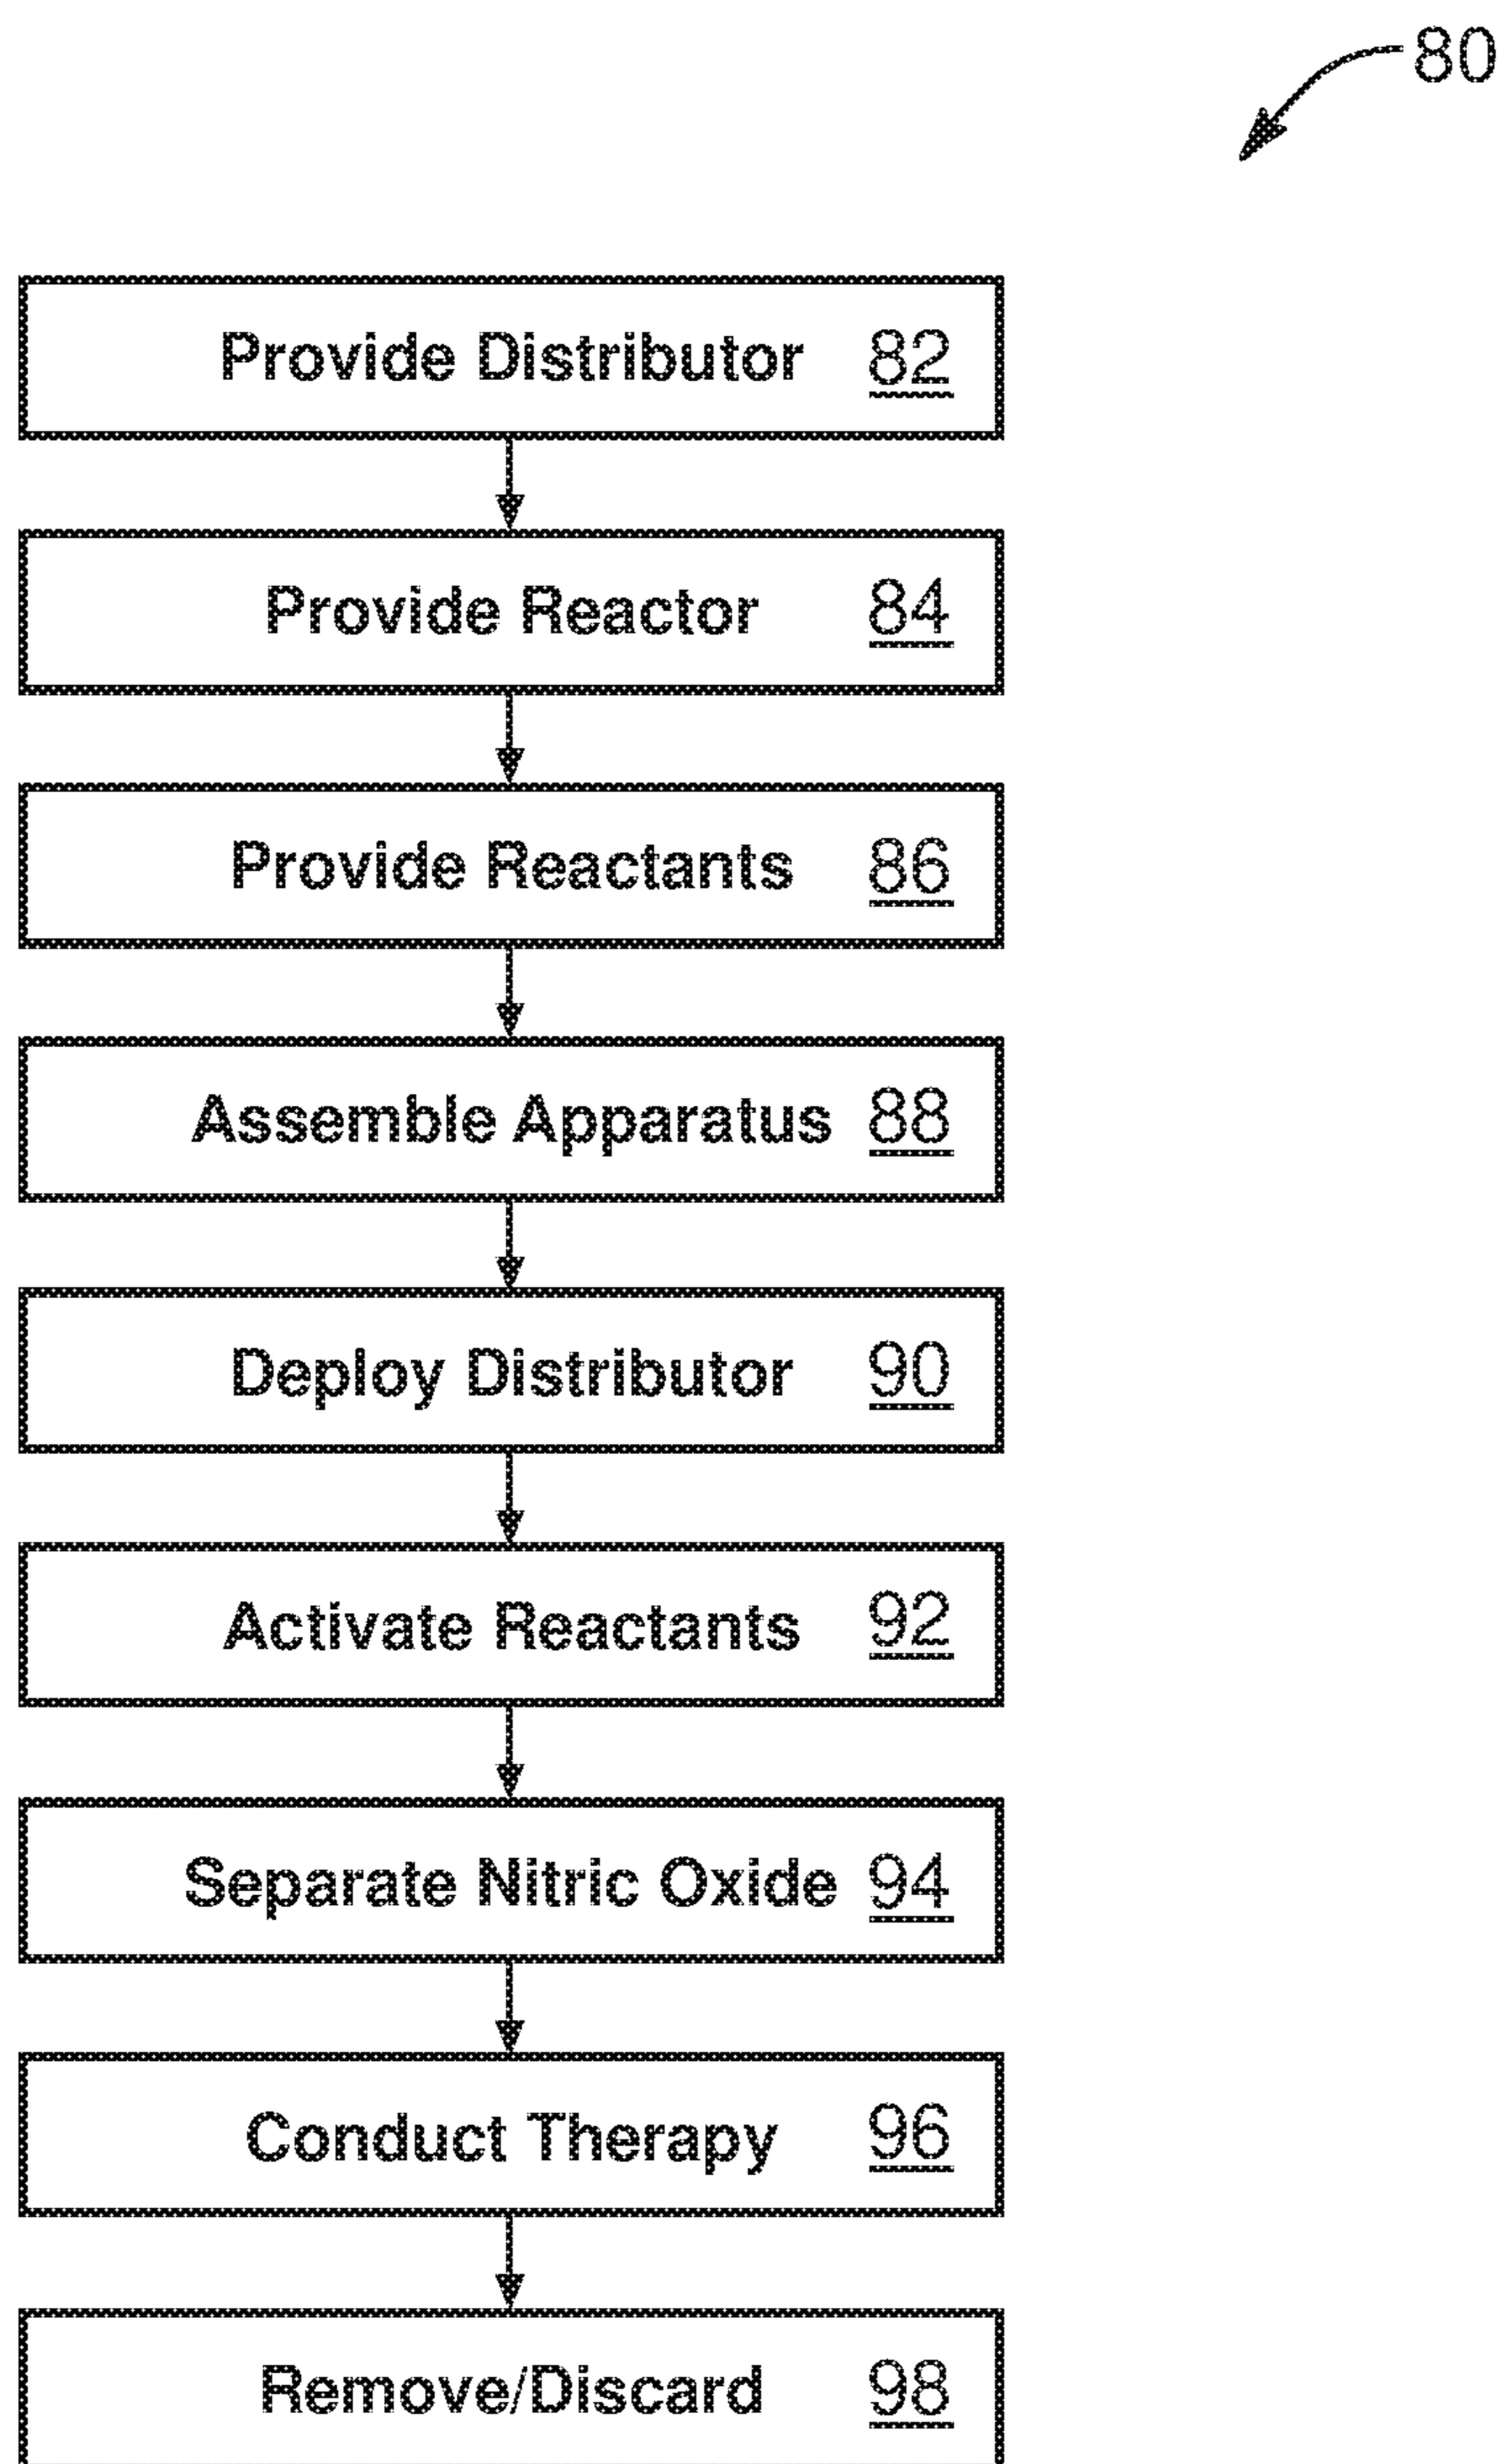 80
Provide Distributor 82
Provide Reactor 84
Provide Reactants 86
Assemble Apparatus 88
Deploy Distributor 90
Activate Reactants 92
Separate Nitric Oxide 94
Conduct Therapy 96
Remove/Discard 98